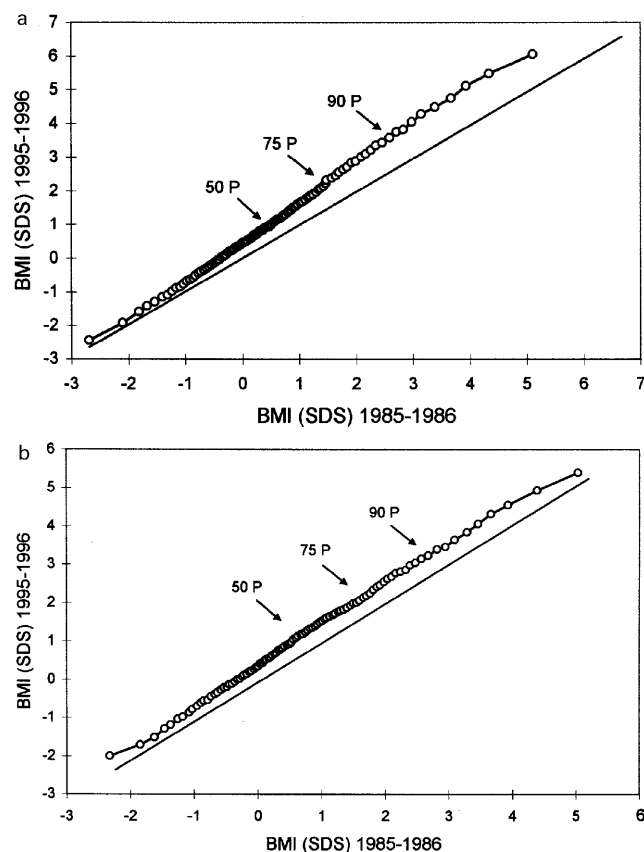 a
7
6
5
4
3
2
1
0
-1
-2
-3
BMI (SDS) 1995-1996
90 P
75 P
50 P
-3 -2 -1 0 1 2 3 4 5 6 7
BMI (SDS) 1985-1986
b
6
5
4
3
2
1
0
-1
-2
-3
BMI (SDS) 1995-1996
90 P
75 P
50 P
-3 -2 -1 0 1 2 3 4 5 6
BMI (SDS) 1985-1986